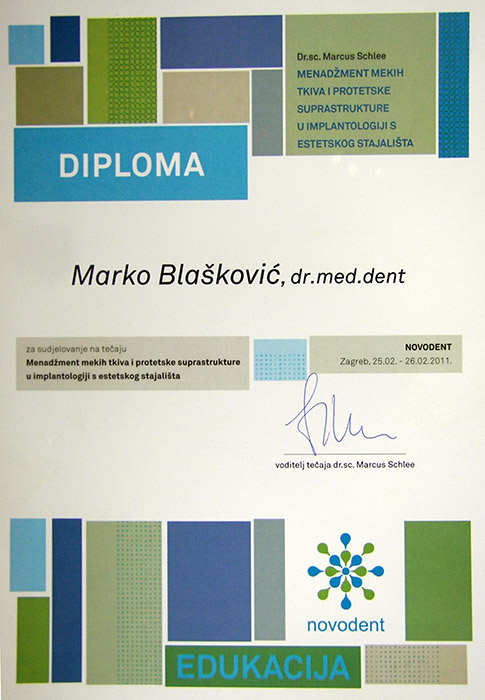 Dr.sc. Marcus Schlee
MENADŽMENT MEKIH
TKIVA I PROTETSKE
SUPRASTRUKTURE
U IMPLANTOLOGIJI S
ESTETSKOG STAJALIŠTA
DIPLOMA
Marko Blašković, dr.med.dent
za sudjelovanje na tečaju
Menadžment mekih tkiva i protetske suprastrukture
u implantologiji s estetskog stajališta
NOVODENT
Zagreb, 25.02. - 26.02.2011.
voditelj tečaja dr.sc. Marcus Schlee
novodent
EDUKACIJA